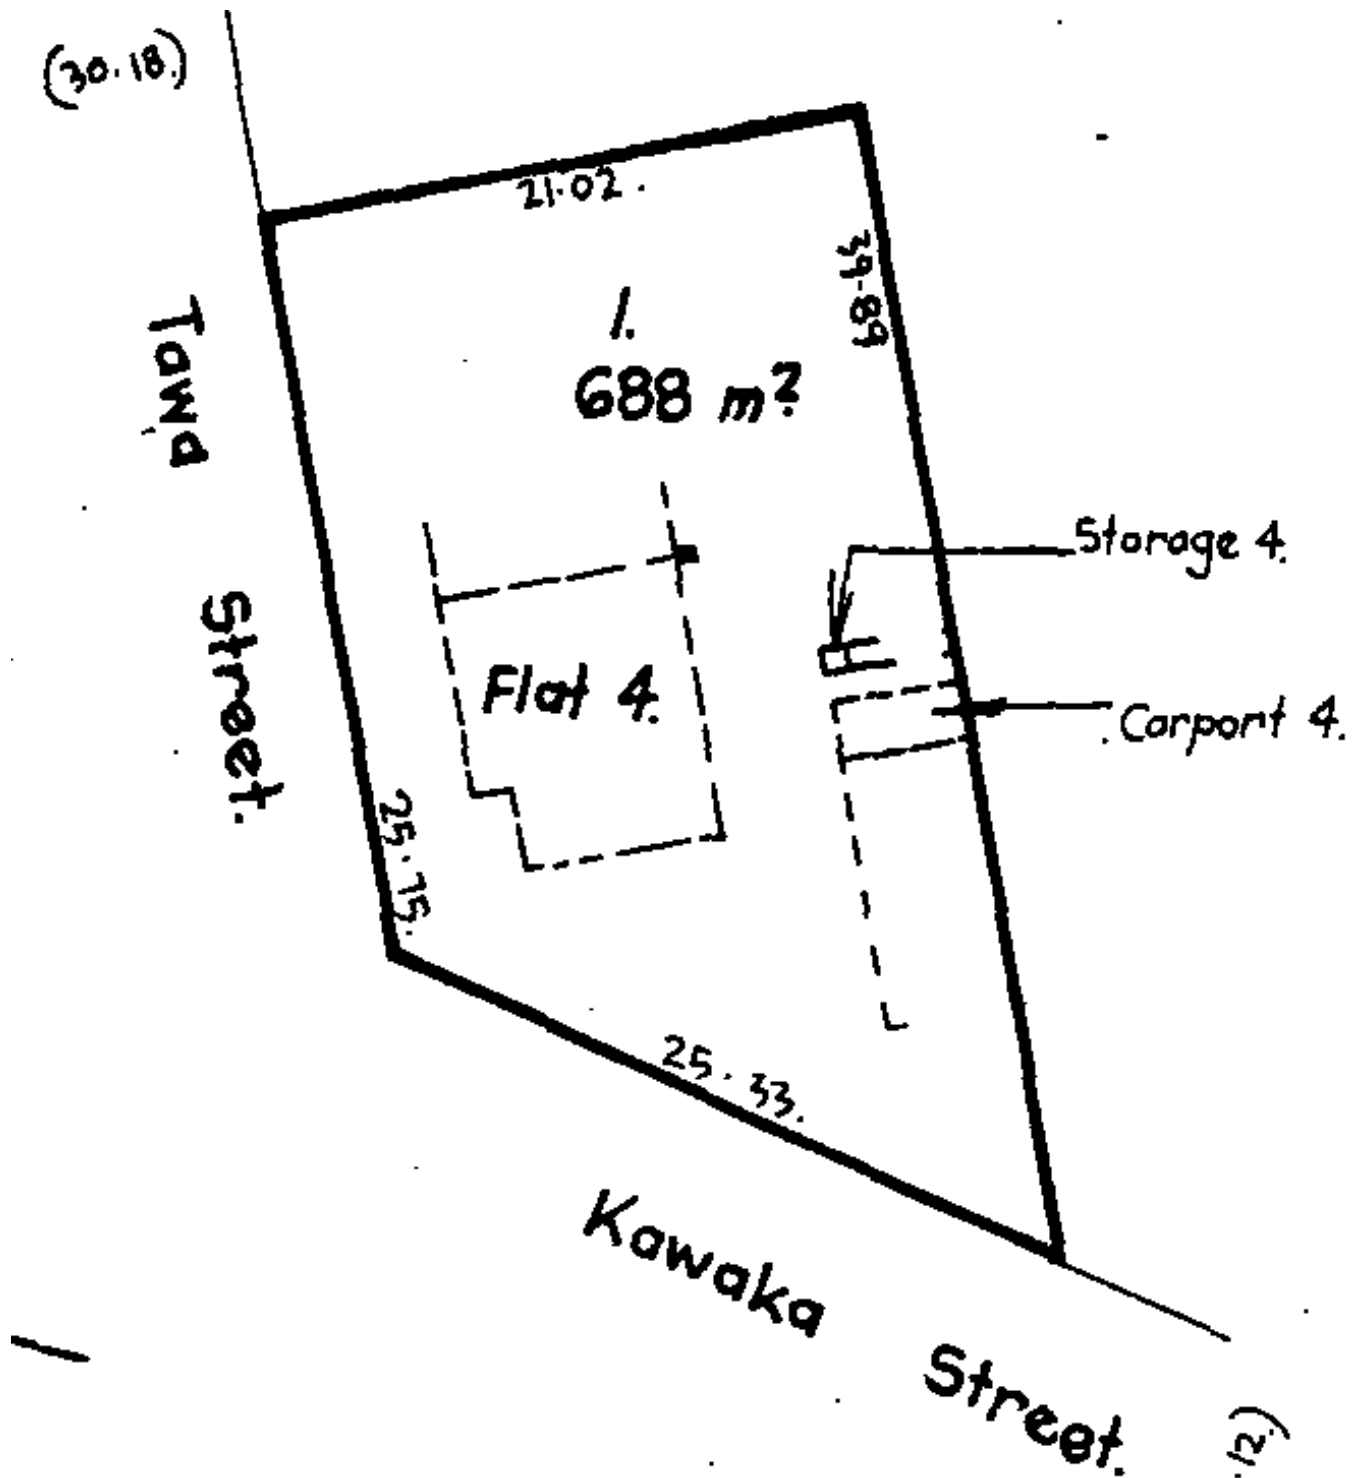 (30.18.)
21.02.
39.89
1.
688 m².
Tawa Street.
Storage 4.
Flat 4.
Carport 4.
25.75.
25.33.
Kawaka Street.
.12.)